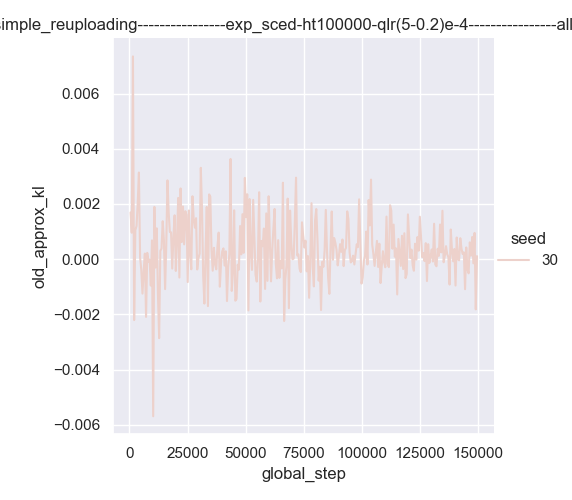 simple_reuploading----------------exp_sced-ht100000-qlr(5-0.2)e-4----------------all
0.006
0.004
0.002
0.000
−0.002
−0.004
−0.006
old_approx_kl
0 25000 50000 75000 100000 125000 150000
global_step
seed
30